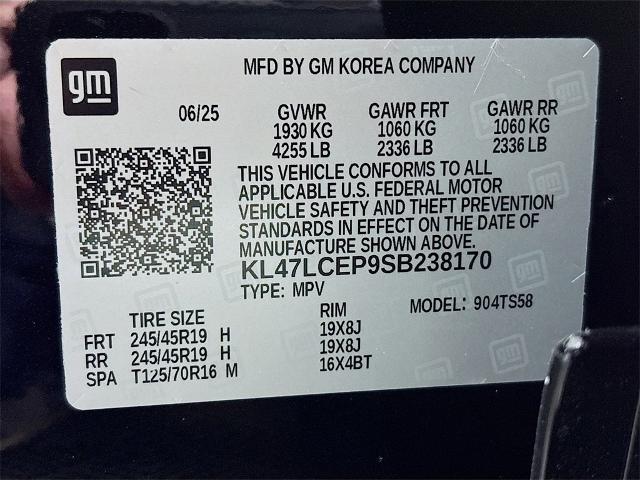 gm
MFD BY GM KOREA COMPANY
06/25 GVWR GAWR FRT GAWR RR
1930 KG 1060 KG 1060 KG
4255 LB 2336 LB 2336 LB
THIS VEHICLE CONFORMS TO ALL
APPLICABLE U.S. FEDERAL MOTOR
VEHICLE SAFETY AND THEFT PREVENTION
STANDARDS IN EFFECT ON THE DATE OF
MANUFACTURE SHOWN ABOVE.
KL47LCEP9SB238170
TYPE: MPV MODEL: 904TS58
TIRE SIZE RIM
FRT 245/45R19 H 19X8J
RR 245/45R19 H 19X8J
SPA T125/70R16 M 16X4BT